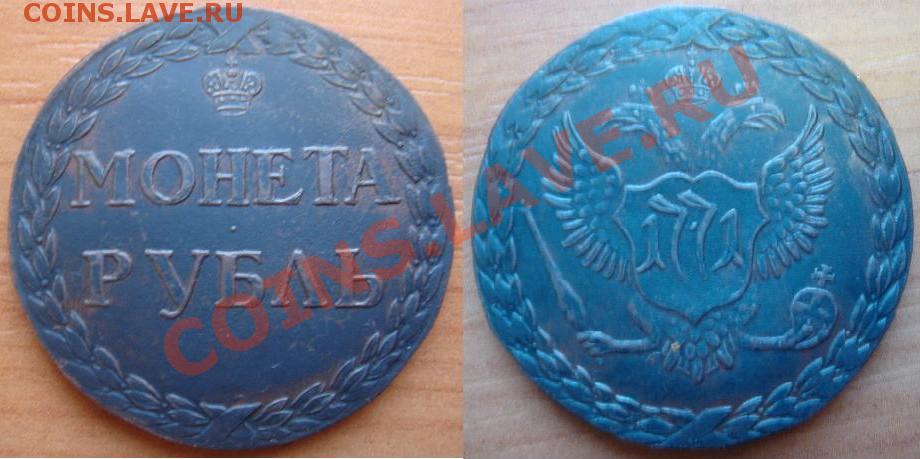 COINS.LAVE.RU
МОНЕТА
РУБЛЬ
1771
COINS.LAVE.RU